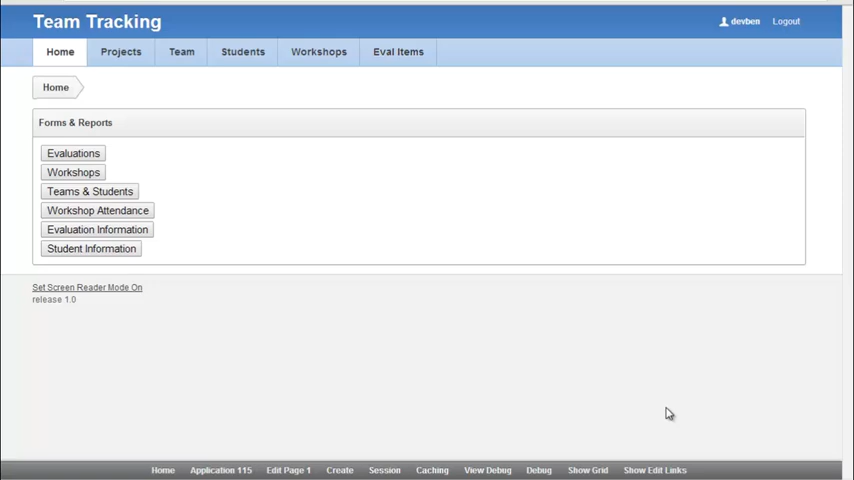 Team Tracking
devben Logout
Home Projects Team Students Workshops Eval Items
Home
Forms & Reports
Evaluations
Workshops
Teams & Students
Workshop Attendance
Evaluation Information
Student Information
Set Screen Reader Mode On
release 1.0
Home Application 115 Edit Page 1 Create Session Caching View Debug Debug Show Grid Show Edit Links